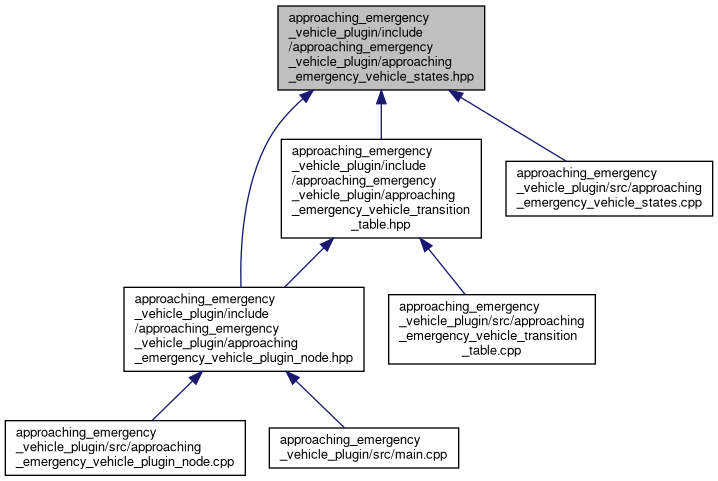 approaching_emergency
_vehicle_plugin/include
/approaching_emergency
_vehicle_plugin/approaching
_emergency_vehicle_states.hpp
approaching_emergency
_vehicle_plugin/include
/approaching_emergency
_vehicle_plugin/approaching
_emergency_vehicle_transition
_table.hpp
approaching_emergency
_vehicle_plugin/src/approaching
_emergency_vehicle_states.cpp
approaching_emergency
_vehicle_plugin/include
/approaching_emergency
_vehicle_plugin/approaching
_emergency_vehicle_plugin_node.hpp
approaching_emergency
_vehicle_plugin/src/approaching
_emergency_vehicle_transition
_table.cpp
approaching_emergency
_vehicle_plugin/src/approaching
_emergency_vehicle_plugin_node.cpp
approaching_emergency
_vehicle_plugin/src/main.cpp